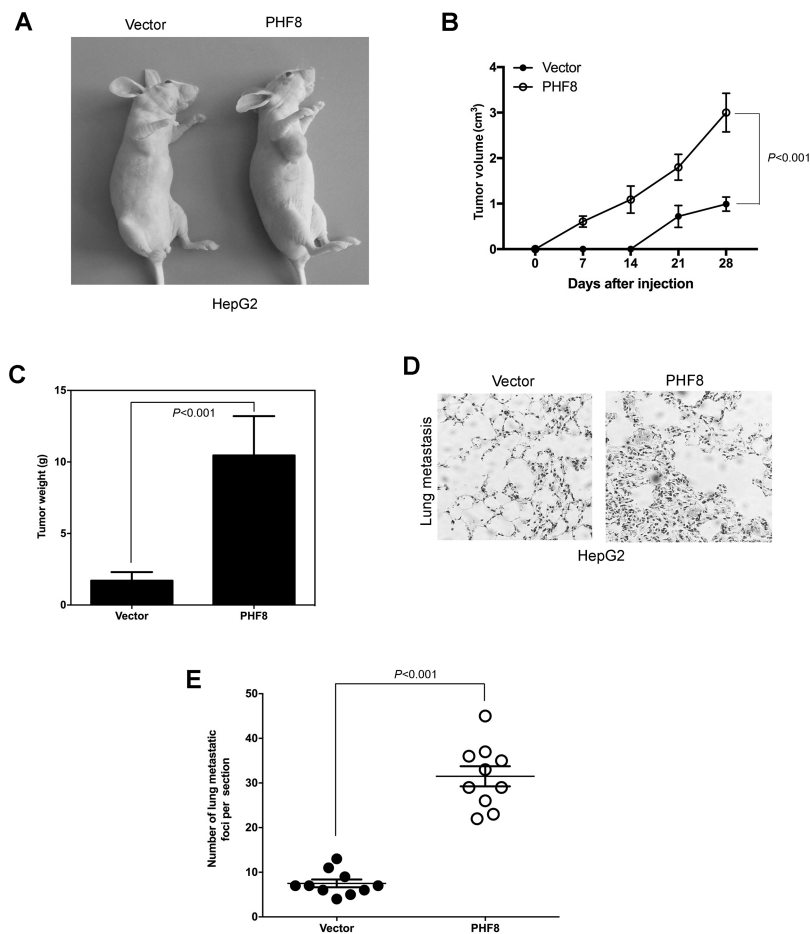 A
Vector
PHF8
HepG2
B
Vector
PHF8
Tumor volume (cm3)
4
3
2
1
0
0
7
14
21
28
Days after injection
P<0.001
C
Tumor weight (g)
15
10
5
0
P<0.001
Vector
PHF8
D
Vector
PHF8
Lung metastasis
HepG2
E
P<0.001
Number of lung metastatic
foci per section
50
40
30
20
10
0
Vector
PHF8